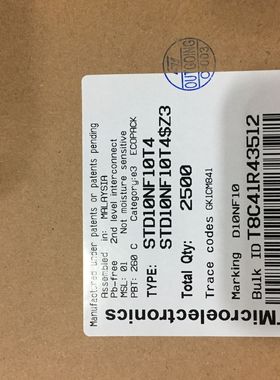 Manufactured under patents or patents pending
Assembled in: MALAYSIA
Pb-free 2nd level interconnect
MSL: 01 Not moisture sensitive
PBT: 260 C Category:e3 ECOPACK
TYPE: STD10NF10T4
STD10NF10T4$Z3
Total Qty: 2500
Trace codes GK1CM841
Marking D10NF10
Bulk ID T8C41R43512
Microelectronics
OUTGOING